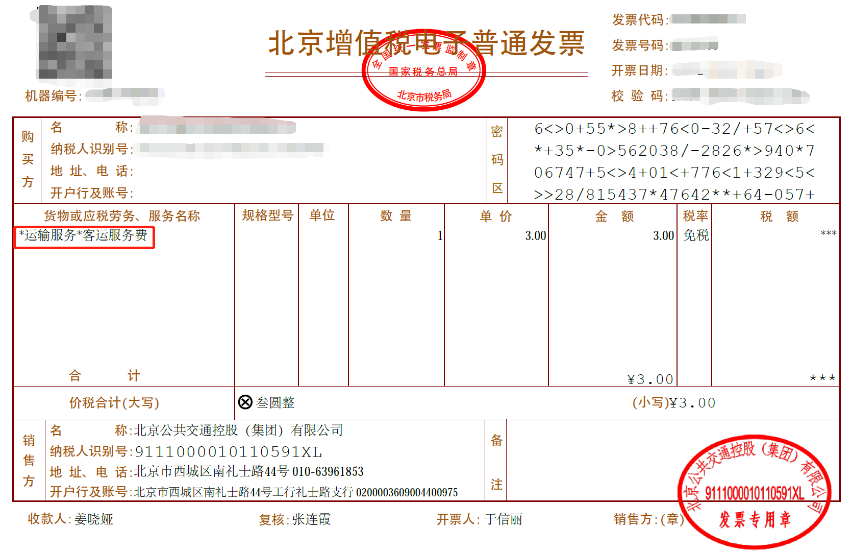 北京增值税电子普通发票
全国统一发票监制章
国家税务总局
北京市税务局
发票代码:
发票号码:
开票日期:
校 验 码:
机器编号:
购买方
名 称:
纳税人识别号:
地 址、电 话:
开户行及账号:
密码区
6<>0+55*>8++76<0-32/+57<>6<
*+35*-0>562038/-2826*>940*7
06747+5<>4+01<+776<1+329<5<
>>28/815437*47642**+64-057+
货物或应税劳务、服务名称 规格型号 单位 数 量 单 价 金 额 税率 税 额
*运输服务*客运服务费 1 3.00 3.00 免税 ***
合 计 ¥3.00 ***
价税合计(大写) ⊗ 叁圆整 (小写)¥3.00
销售方
名 称:北京公共交通控股（集团）有限公司
纳税人识别号:9111000010110591XL
地 址、电 话:北京市西城区南礼士路44号 010-63961853
开户行及账号:北京市西城区南礼士路44号工行礼士路支行 0200003609004400975
备注
北京公共交通控股（集团）有限公司
9111000010110591XL
发票专用章
收款人:姜晓娅 复核:张连霞 开票人:于信丽 销售方:(章)